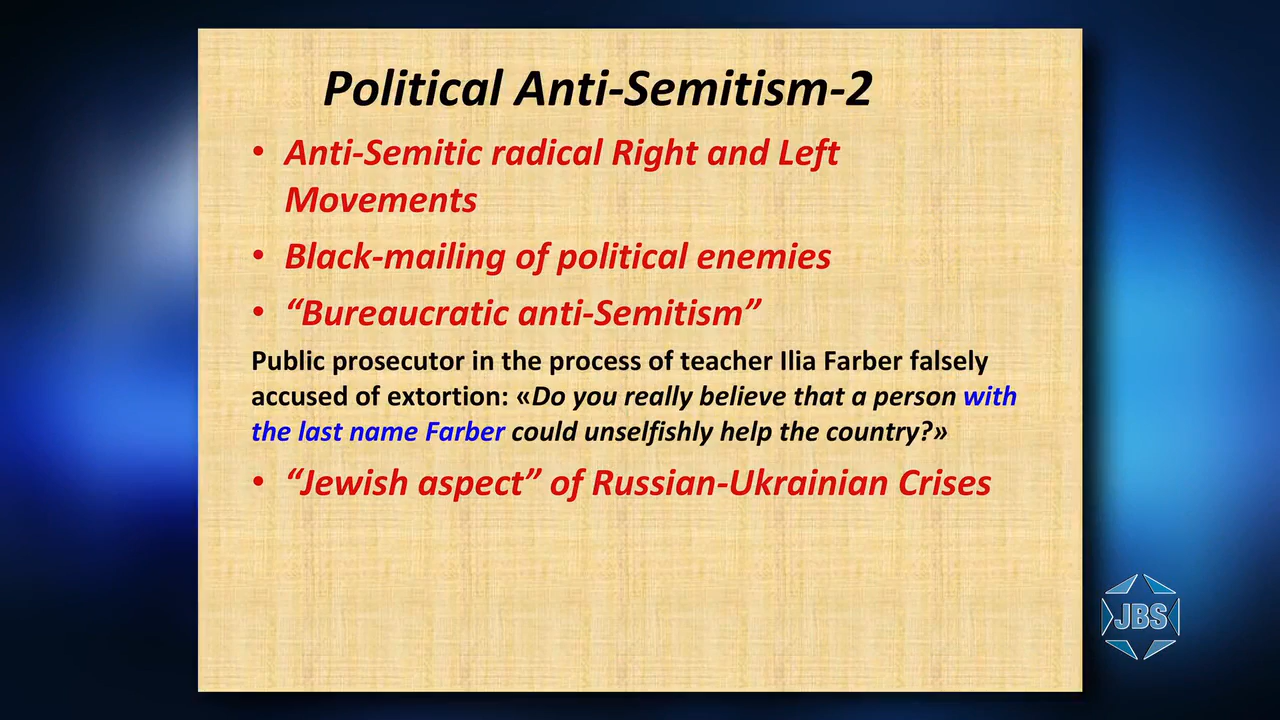 Political Anti-Semitism-2
• Anti-Semitic radical Right and Left
Movements
• Black-mailing of political enemies
• “Bureaucratic anti-Semitism”
Public prosecutor in the process of teacher Ilia Farber falsely
accused of extortion: «Do you really believe that a person with
the last name Farber could unselfishly help the country?»
• “Jewish aspect” of Russian-Ukrainian Crises
JBS